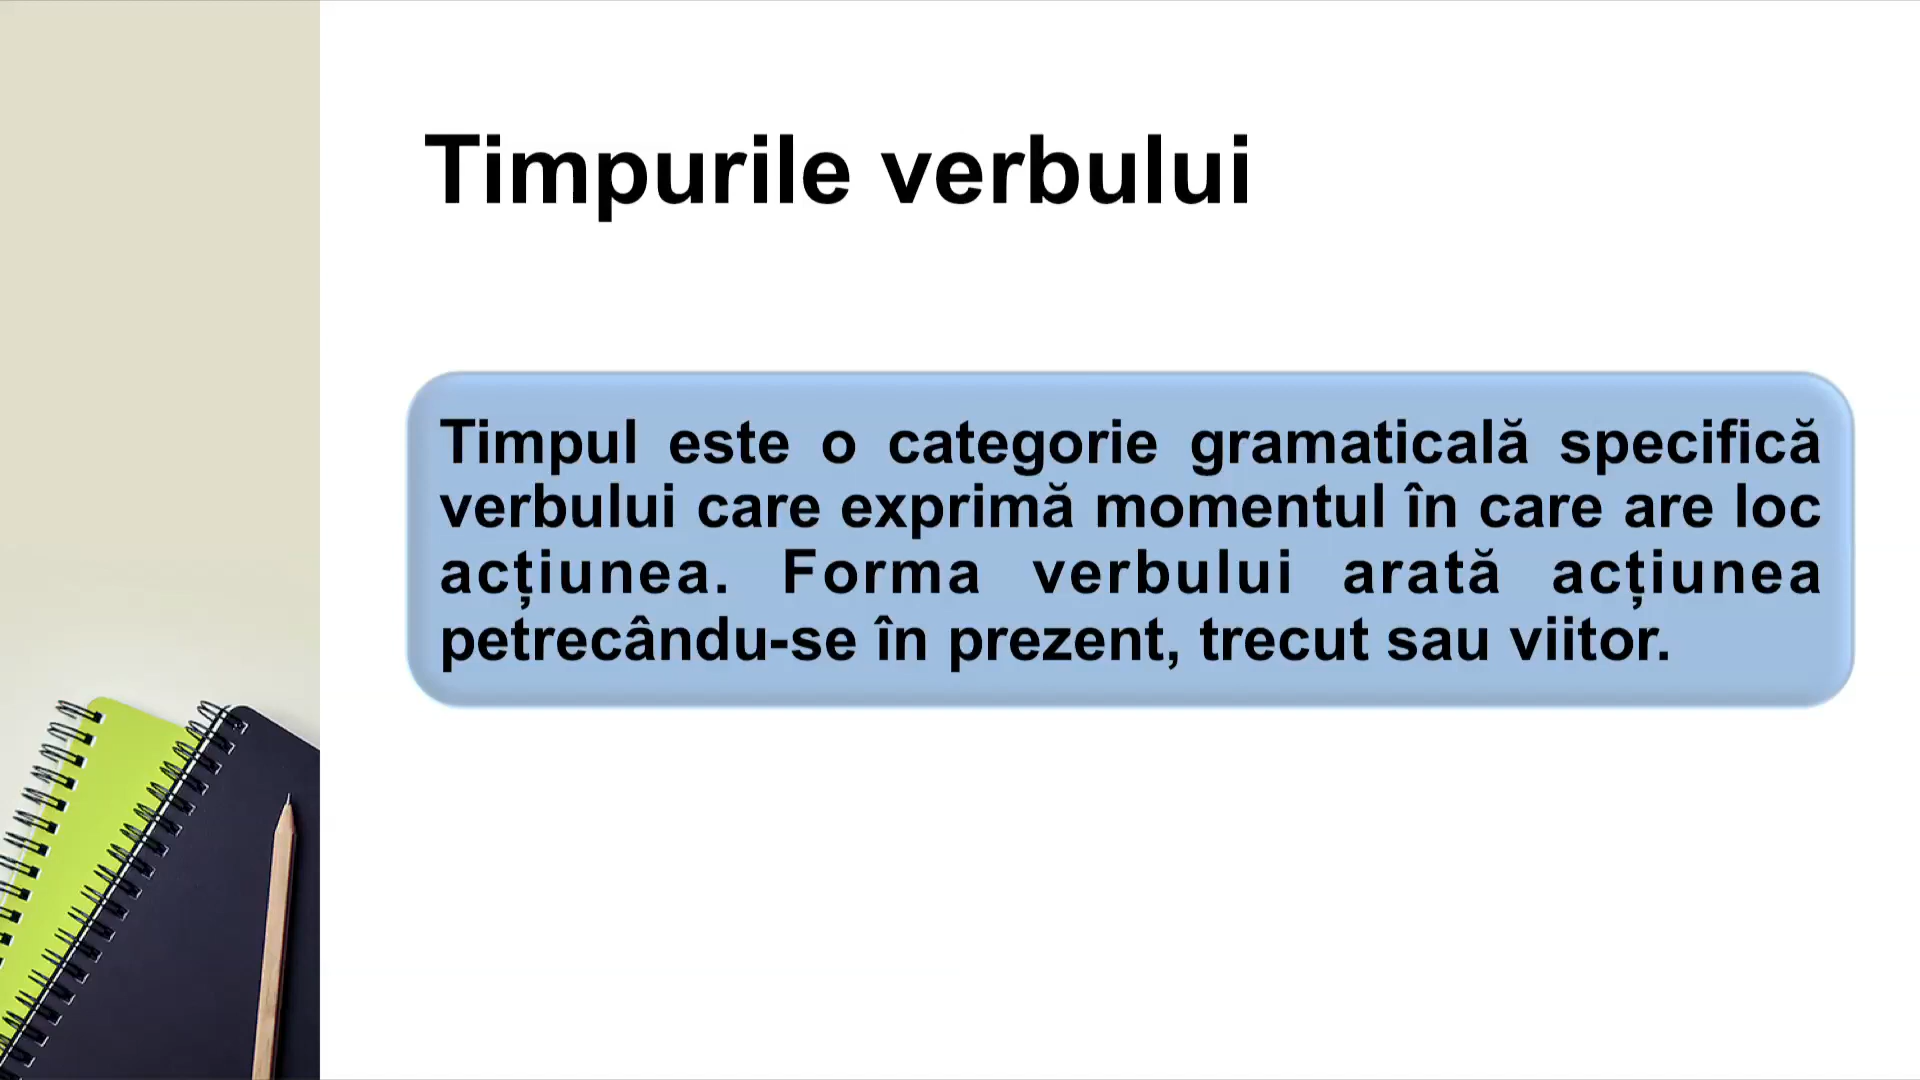 Timpurile verbului
Timpul este o categorie gramaticală specifică
verbului care exprimă momentul în care are loc
acțiunea. Forma verbului arată acțiunea
petrecându-se în prezent, trecut sau viitor.